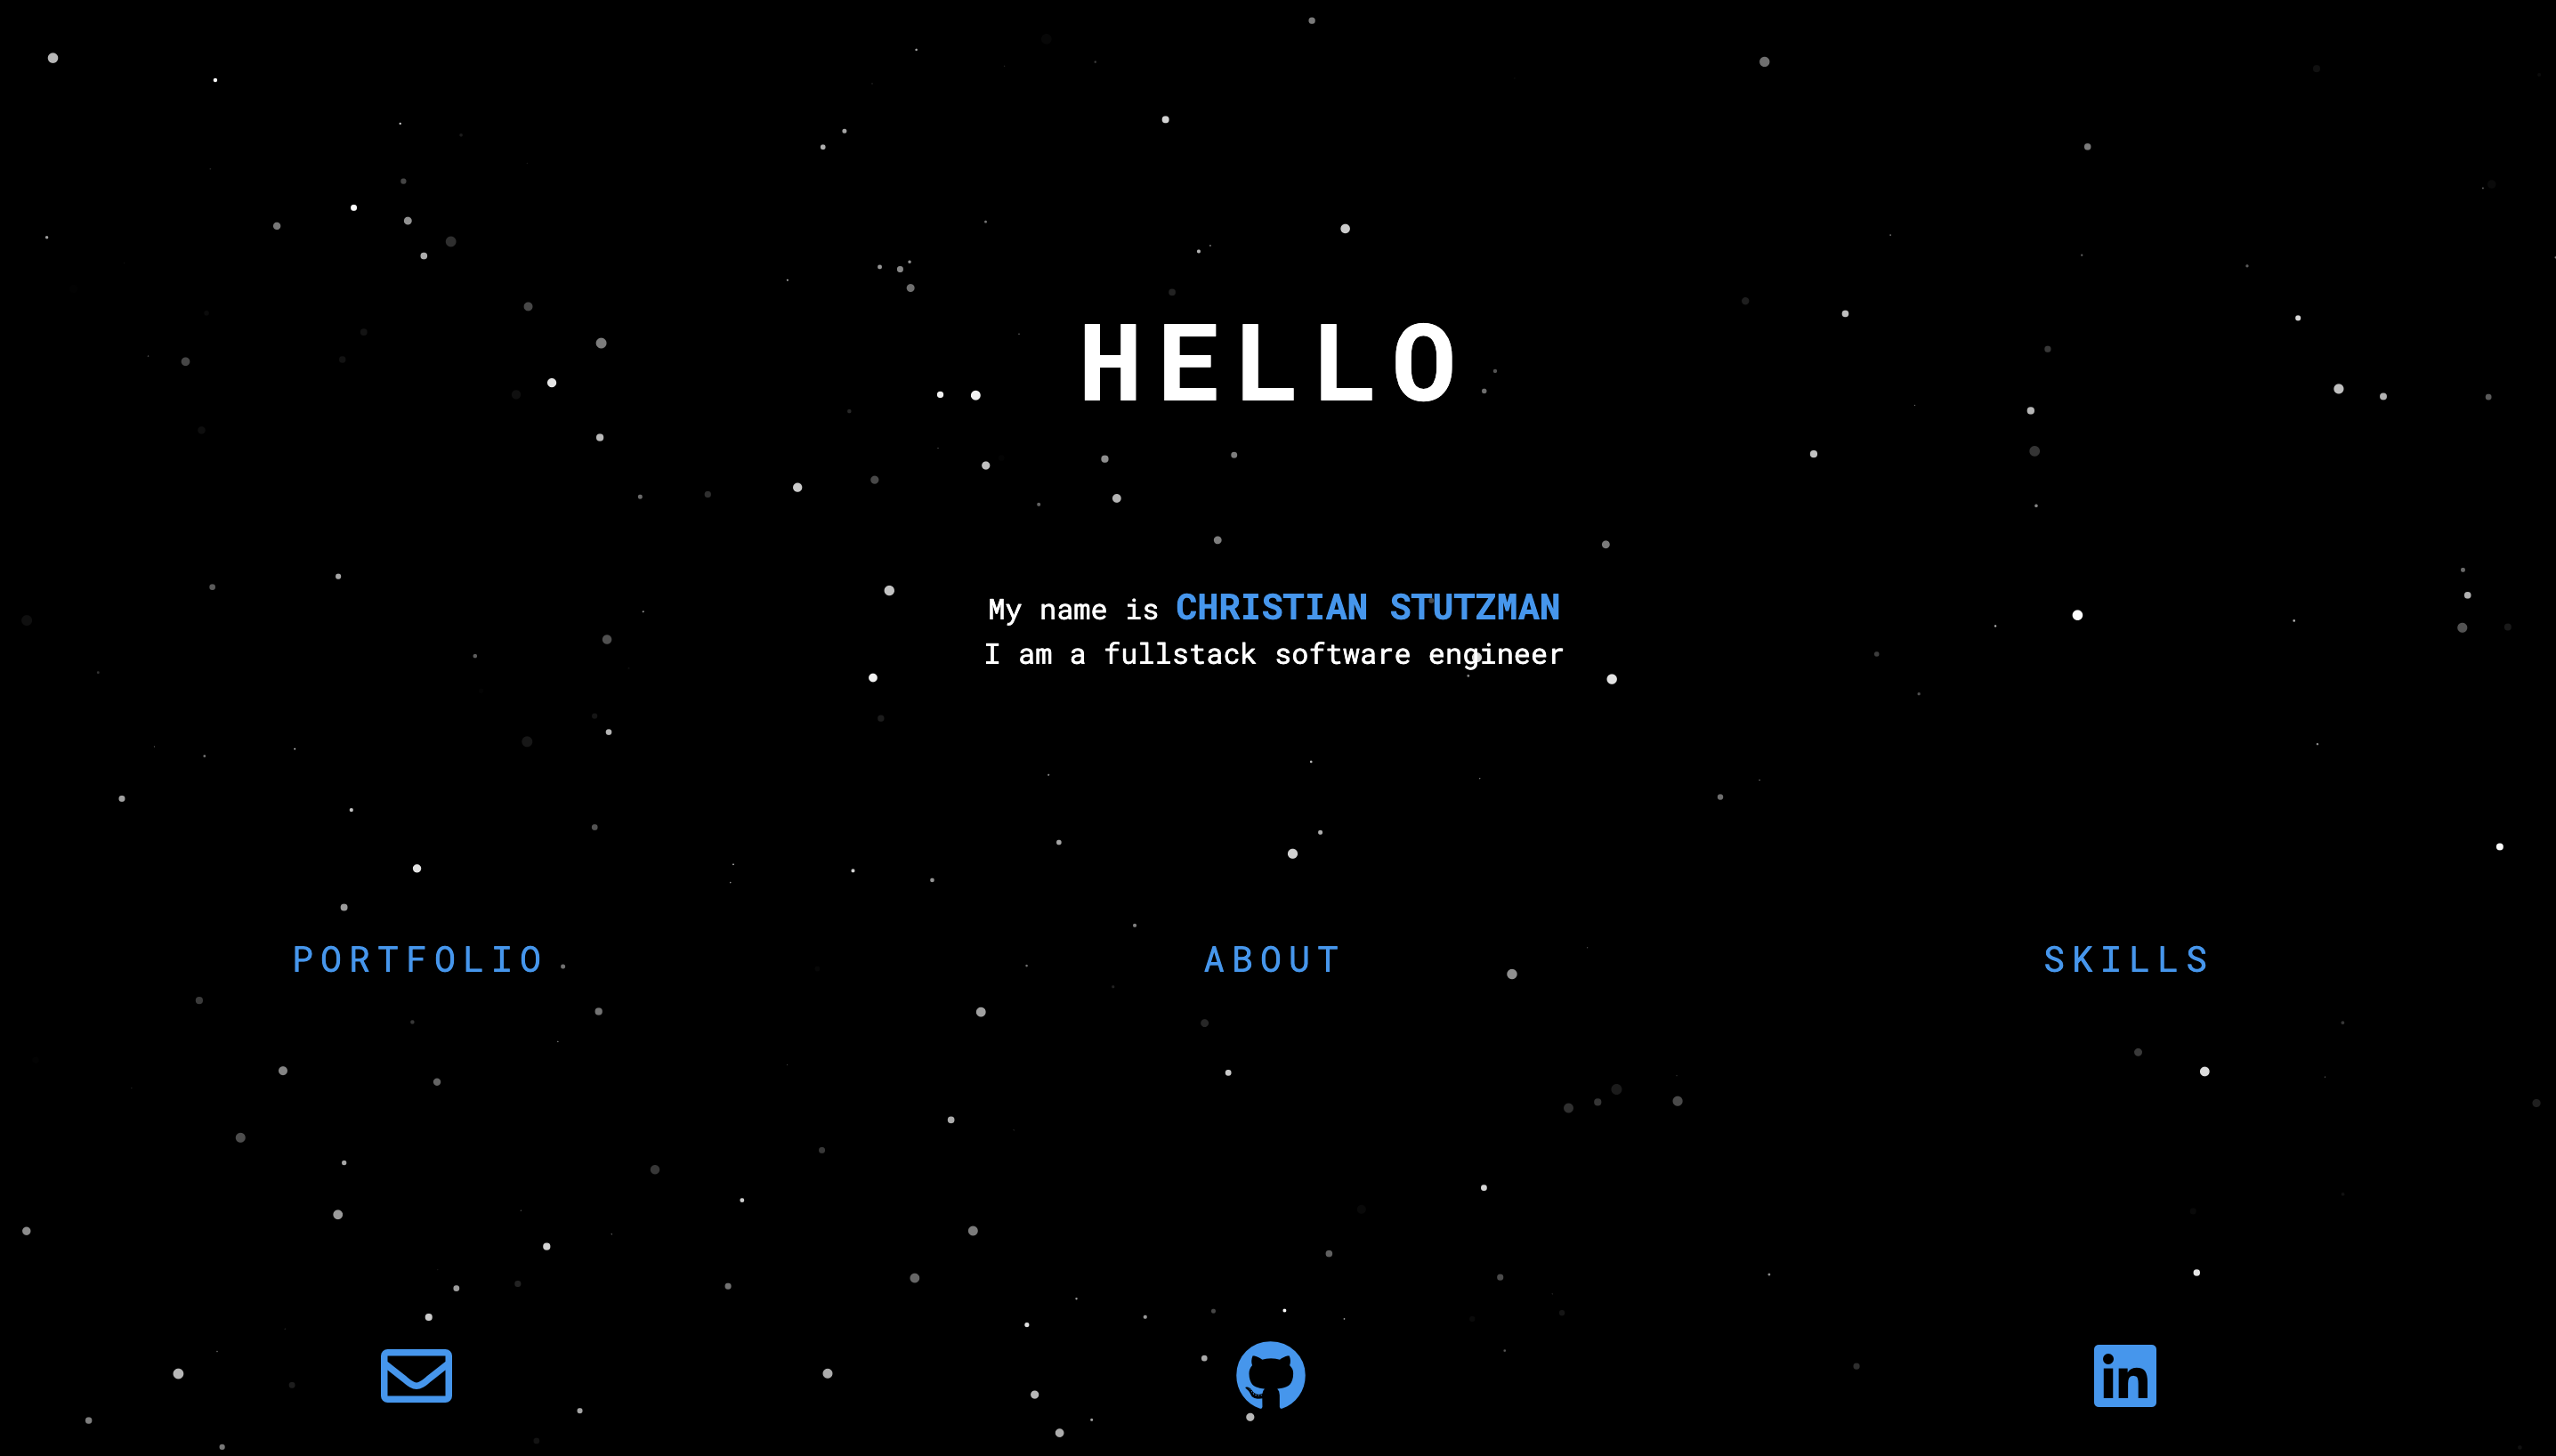 HELLO
My name is CHRISTIAN STUTZMAN
I am a fullstack software engineer
PORTFOLIO
ABOUT
SKILLS
in